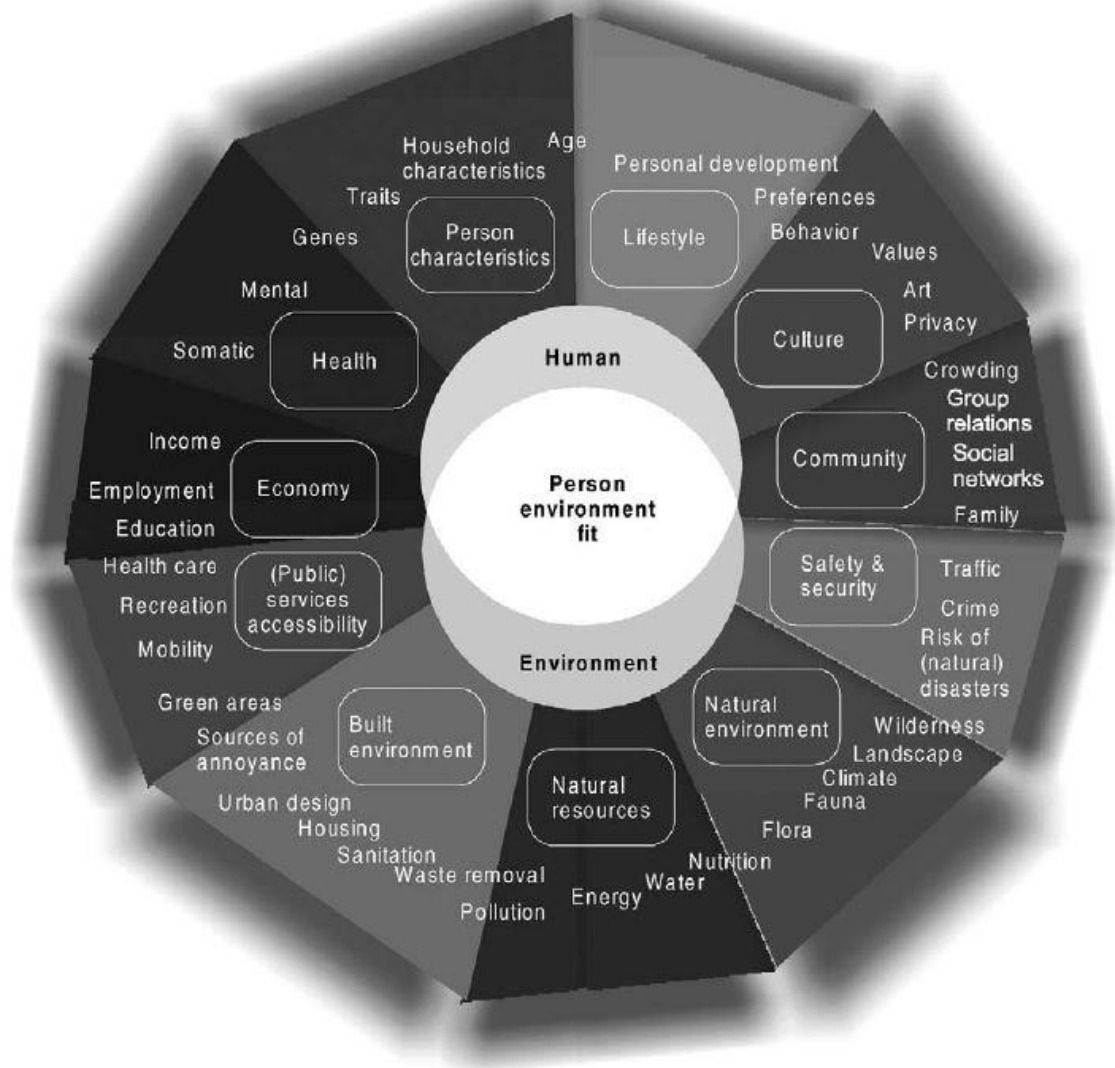 Age
Household
characteristics
Traits
Genes
Person
characteristics
Personal development
Preferences
Behavior
Lifestyle
Values
Art
Privacy
Culture
Mental
Somatic
Health
Human
Crowding
Group
relations
Social
networks
Family
Community
Income
Employment
Education
Economy
Person
environment
fit
Health care
Recreation
Mobility
(Public)
services
accessibility
Safety &
security
Traffic
Crime
Risk of
(natural)
disasters
Environment
Green areas
Sources of
annoyance
Urban design
Housing
Sanitation
Waste removal
Pollution
Built
environment
Natural
resources
Energy
Water
Nutrition
Natural
environment
Wilderness
Landscape
Climate
Fauna
Flora